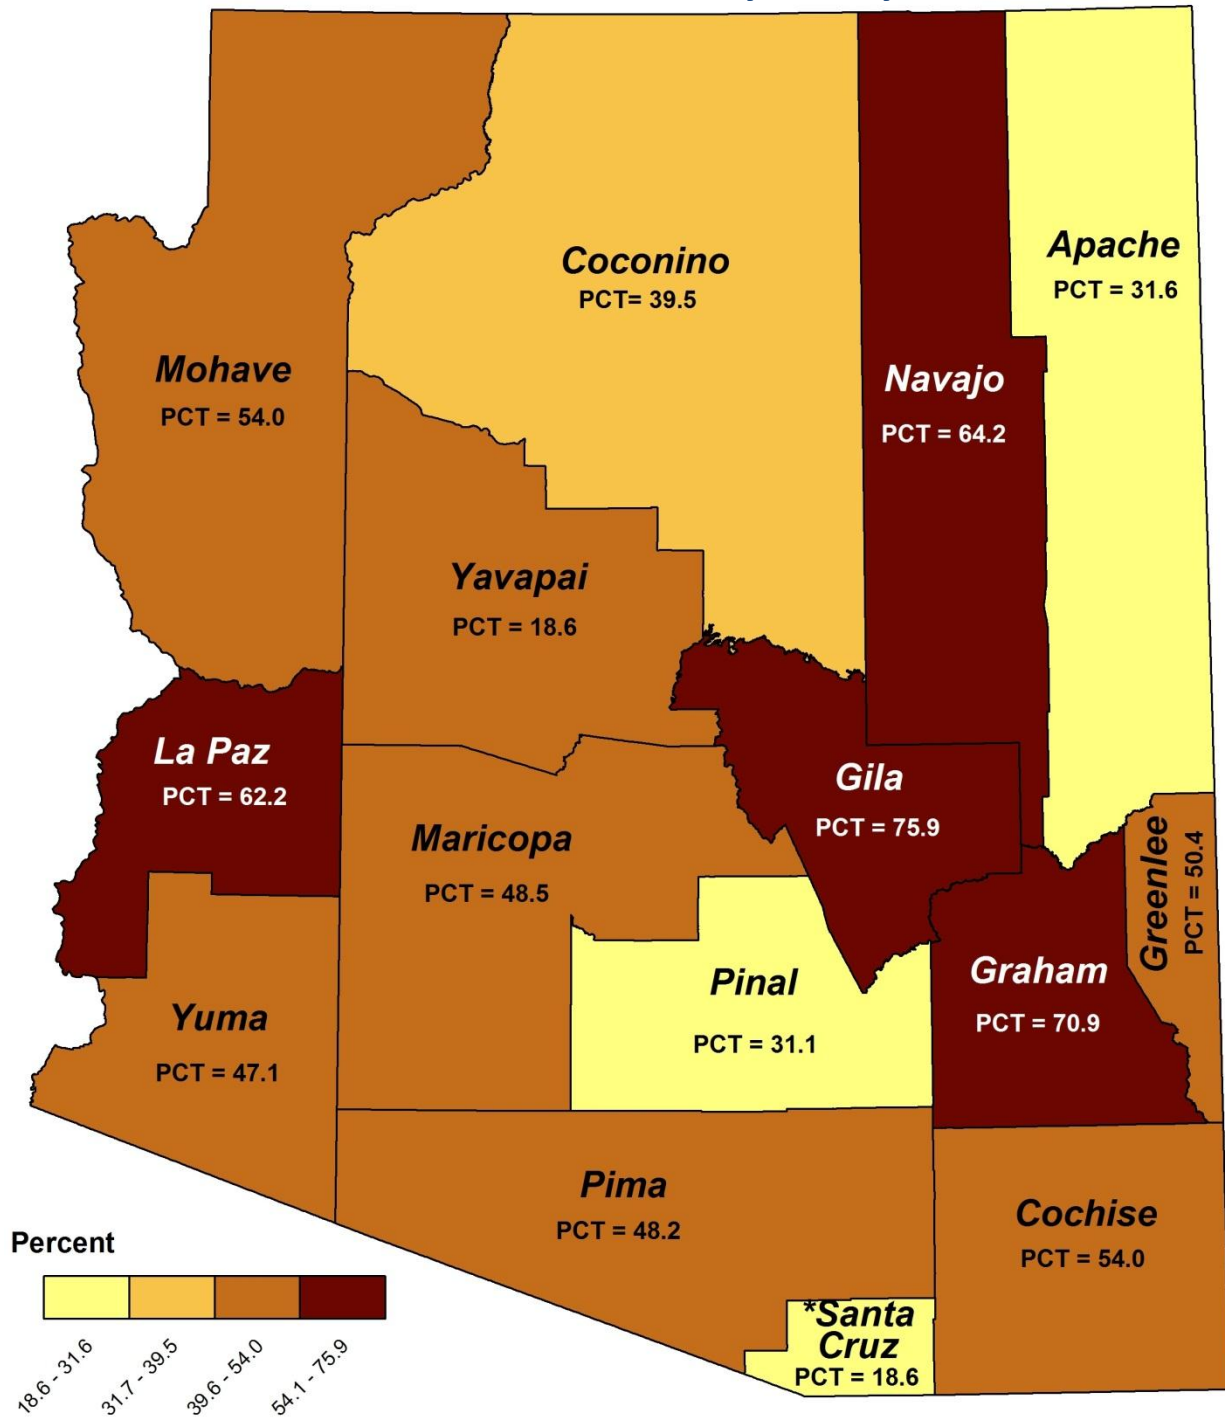 Coconino
PCT= 39.5
Apache
PCT = 31.6
Mohave
PCT = 54.0
Navajo
PCT = 64.2
Yavapai
PCT = 18.6
La Paz
PCT = 62.2
Gila
PCT = 75.9
Maricopa
PCT = 48.5
Greenlee
PCT = 50.4
Pinal
PCT = 31.1
Graham
PCT = 70.9
Yuma
PCT = 47.1
Pima
PCT = 48.2
Cochise
PCT = 54.0
*Santa
Cruz
PCT = 18.6
Percent
18.6 - 31.6
31.7 - 39.5
39.6 - 54.0
54.1 - 75.9